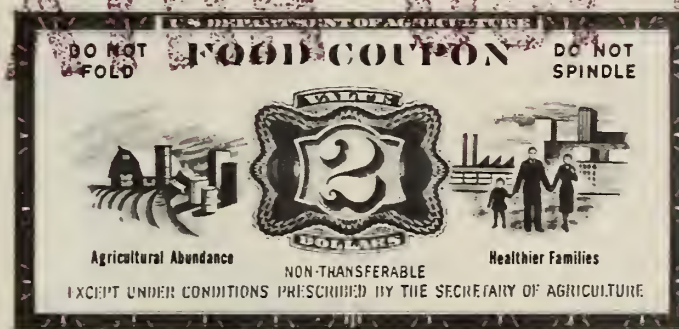 U S DEPARTMENT OF AGRICULTURE
DO NOT FOLD
FOOD COUPON
DO NOT SPINDLE
VALUE
2
DOLLARS
Agricultural Abundance
Healthier Families
NON-TRANSFERABLE
EXCEPT UNDER CONDITIONS PRESCRIBED BY THE SECRETARY OF AGRICULTURE